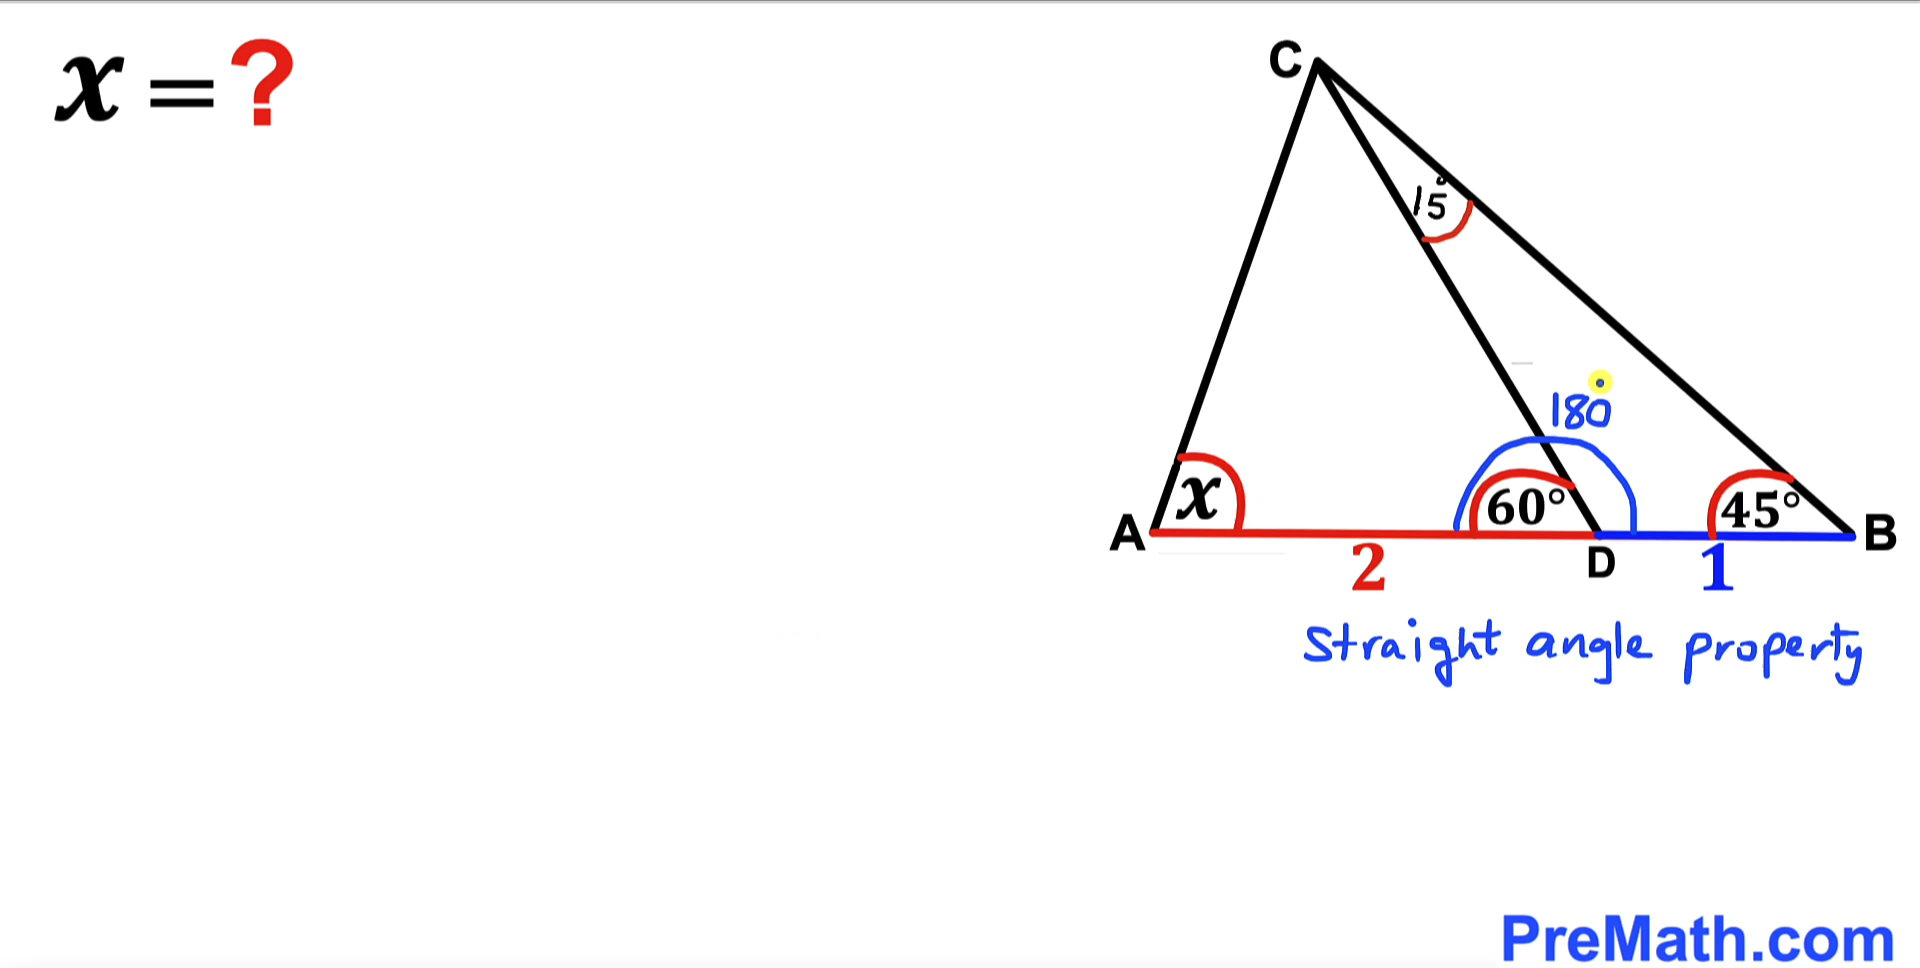 x = ?
C
15°
180°
x
60°
45°
A
B
2
D
1
Straight angle property
PreMath.com